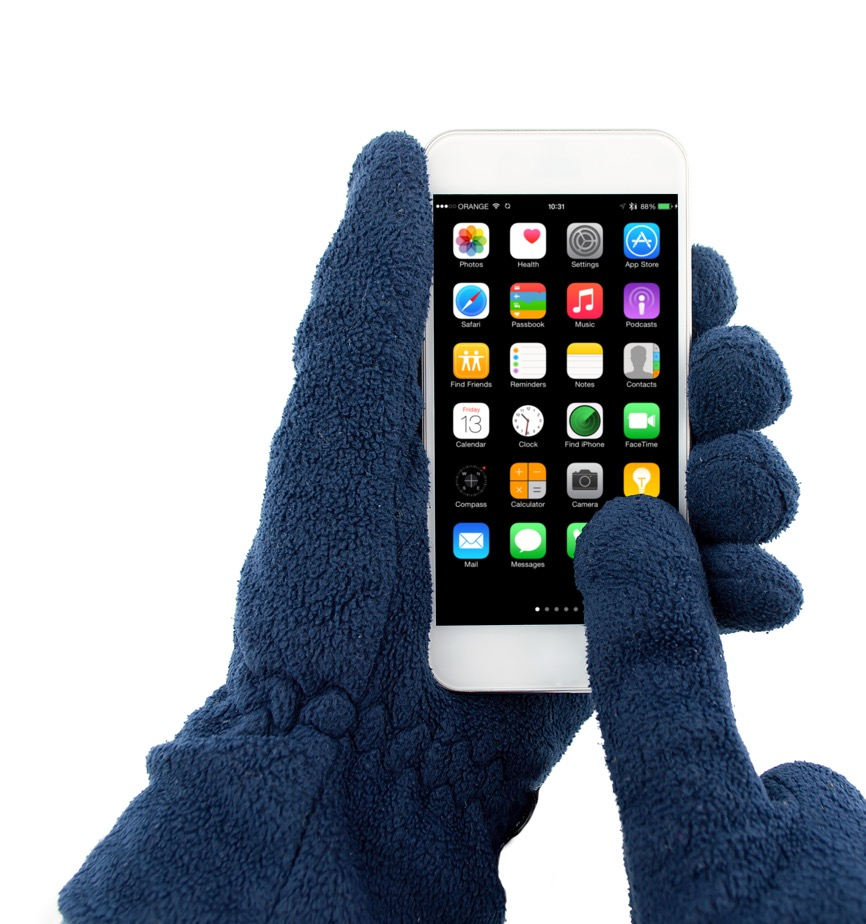 ORANGE 10:31 88%
Photos Health Settings App Store
Safari Passbook Music Podcasts
Find Friends Reminders Notes Contacts
Friday
13
Calendar Clock Find iPhone FaceTime
Compass Calculator Camera
Mail Messages